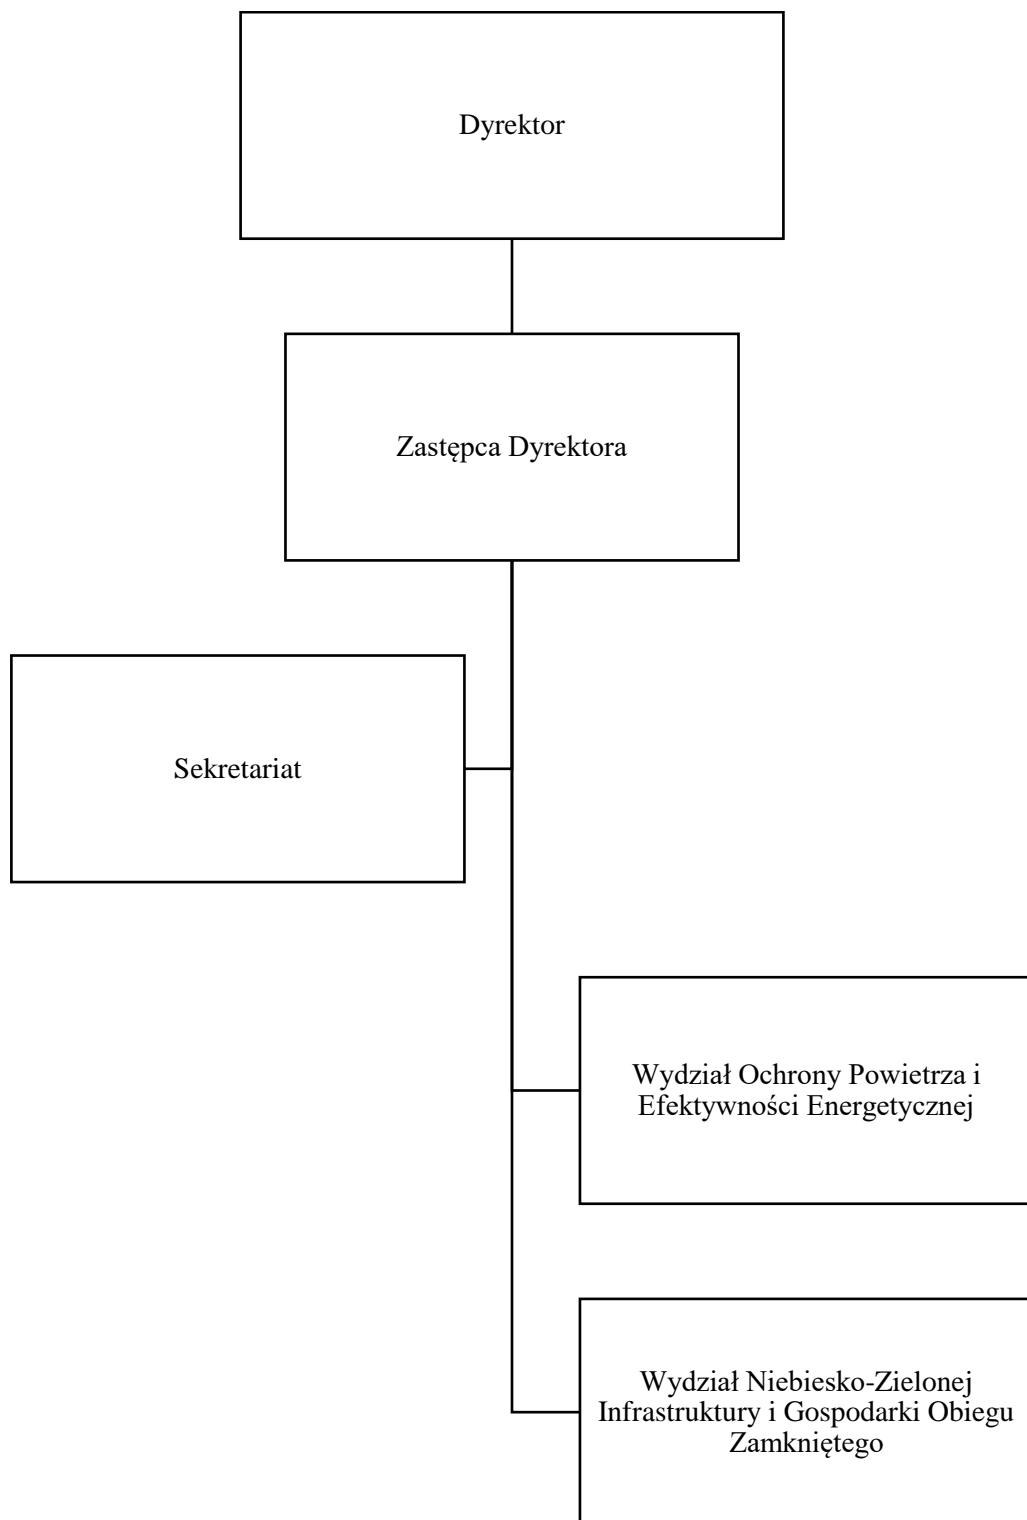 Dyrektor
Zastępca Dyrektora
Sekretariat
Wydział Ochrony Powietrza i
Efektywności Energetycznej
Wydział Niebiesko-Zielonej
Infrastruktury i Gospodarki Obiegu
Zamkniętego